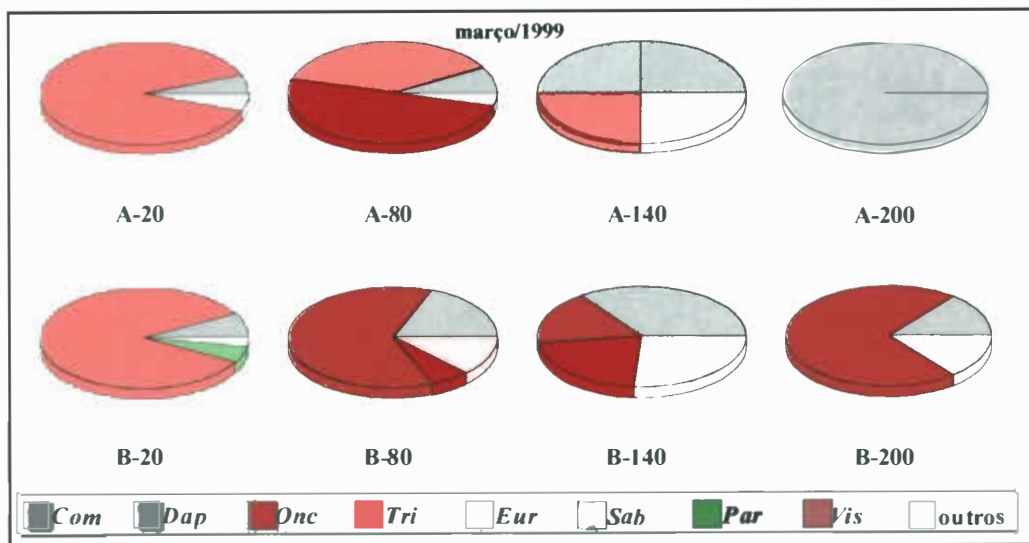 março/1999
A-20 A-80 A-140 A-200
B-20 B-80 B-140 B-200
Com Dap Onc Tri Eur Sab Par Vis outros